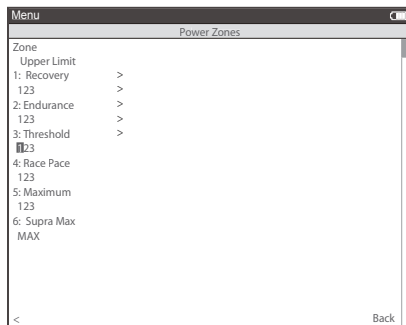 Menu
Power Zones
Zone
Upper Limit
1: Recovery >
123 >
2: Endurance >
123 >
3: Threshold >
123
4: Race Pace
123
5: Maximum
123
6: Supra Max
MAX
< Back